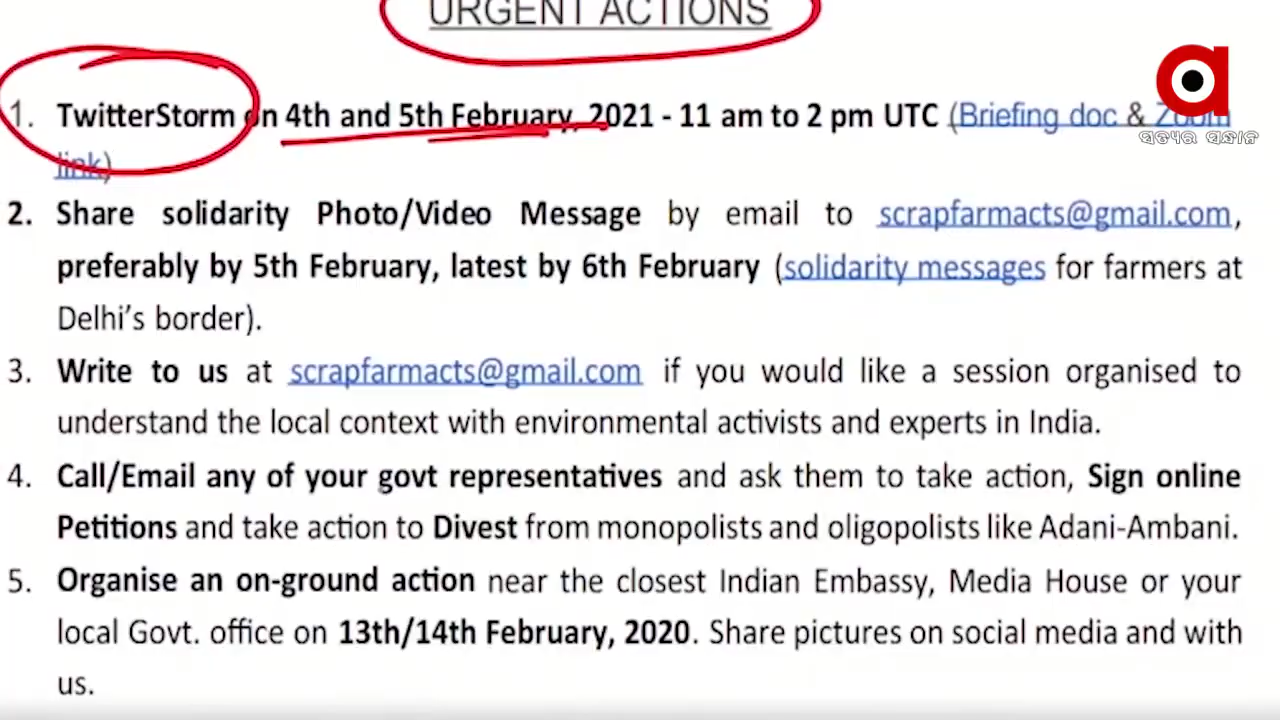 URGENT ACTIONS
1. TwitterStorm on 4th and 5th February, 2021 - 11 am to 2 pm UTC (Briefing doc & Zoom
link)
ସତ୍ୟର ସନ୍ଧାନ
2. Share solidarity Photo/Video Message by email to scrapfarmacts@gmail.com,
preferably by 5th February, latest by 6th February (solidarity messages for farmers at
Delhi’s border).
3. Write to us at scrapfarmacts@gmail.com if you would like a session organised to
understand the local context with environmental activists and experts in India.
4. Call/Email any of your govt representatives and ask them to take action, Sign online
Petitions and take action to Divest from monopolists and oligopolists like Adani-Ambani.
5. Organise an on-ground action near the closest Indian Embassy, Media House or your
local Govt. office on 13th/14th February, 2020. Share pictures on social media and with
us.